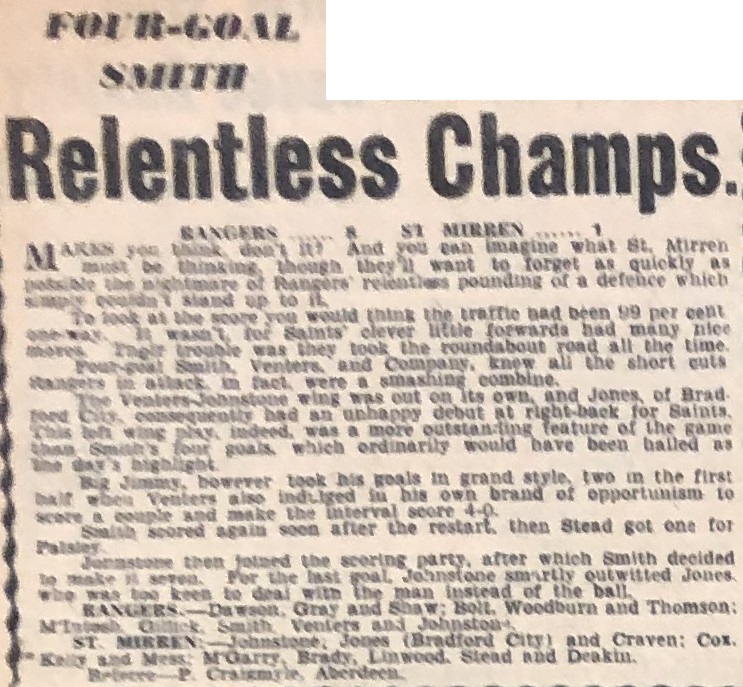 FOUR-GOAL
SMITH
Relentless Champs.
RANGERS ..... 8 ST MIRREN ...... 1
MAKES you think, don't it? And you can imagine what St. Mirren
must be thinking, though they'll want to forget as quickly as
possible the nightmare of Rangers' relentless pounding of a defence which
simply couldn't stand up to it.
To look at the score you would think the traffic had been 99 per cent
one-way. It wasn't, for Saints' clever little forwards had many nice
moves. Their trouble was they took the roundabout road all the time.
Four-goal Smith, Venters, and Company, knew all the short cuts
Rangers in attack, in fact, were a smashing combine.
The Venters-Johnstone wing was out on its own, and Jones, of Brad-
ford City, consequently had an unhappy debut at right-back for Saints.
This left wing play, indeed, was a more outstanding feature of the game
than Smith's four goals, which ordinarily would have been hailed as
the day's highlight.
Big Jimmy, however took his goals in grand style, two in the first
half when Venters also indulged in his own brand of opportunism to
score a couple and make the interval score 4-0.
Smith scored again soon after the restart, then Stead got one for
Paisley.
Johnstone then joined the scoring party, after which Smith decided
to make it seven. For the last goal, Johnstone smartly outwitted Jones,
who was too keen to deal with the man instead of the ball.
RANGERS.—Dawson, Gray and Shaw; Bolt, Woodburn and Thomson;
M'Intosh, Gillick, Smith, Venters and Johnstone.
ST. MIRREN:—Johnstone; Jones (Bradford City) and Craven; Cox,
Kelly and Mess; M'Garry, Brady, Linwood, Stead and Deakin.
Referee—P. Craigmyle, Aberdeen.